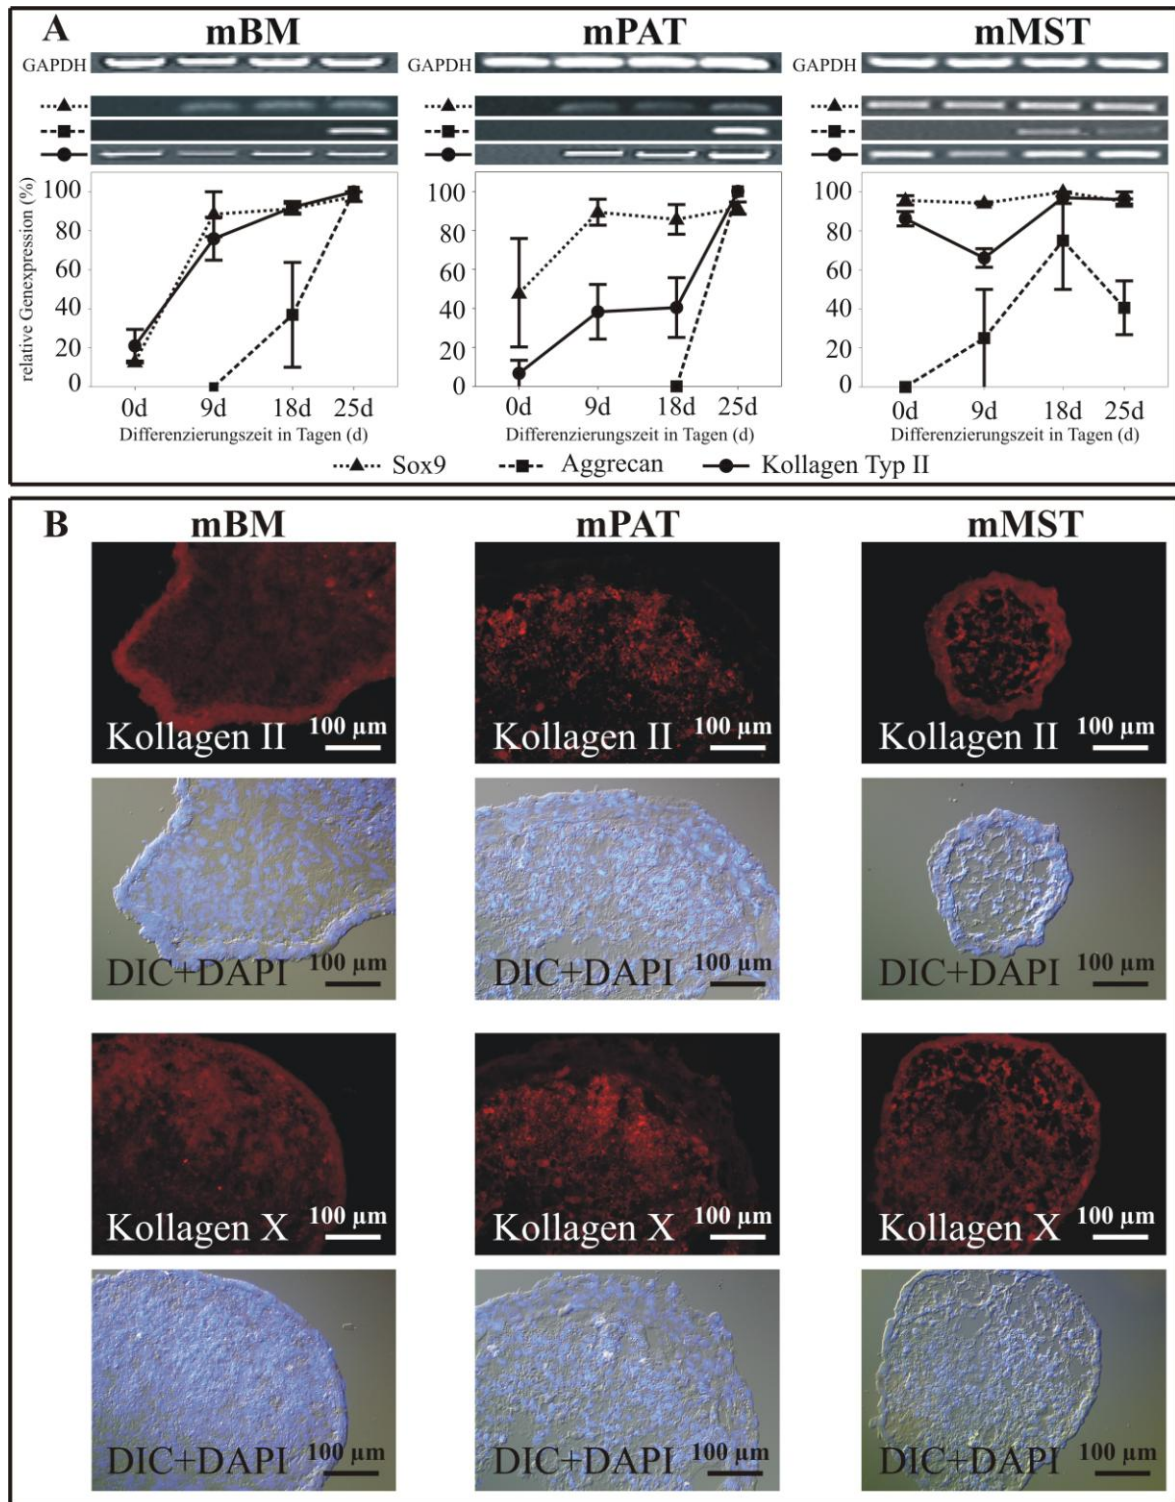 A
mBM mPAT mMST
GAPDH GAPDH GAPDH
relative Genexpression (%)
100 100 100
80 80 80
60 60 60
40 40 40
20 20 20
0 0 0
0d 9d 18d 25d 0d 9d 18d 25d 0d 9d 18d 25d
Differenzierungszeit in Tagen (d) Differenzierungszeit in Tagen (d) Differenzierungszeit in Tagen (d)
Sox9 Aggrecan Kollagen Typ II
B
mBM mPAT mMST
Kollagen II 100 µm Kollagen II 100 µm Kollagen II 100 µm
DIC+DAPI 100 µm DIC+DAPI 100 µm DIC+DAPI 100 µm
Kollagen X 100 µm Kollagen X 100 µm Kollagen X 100 µm
DIC+DAPI 100 µm DIC+DAPI 100 µm DIC+DAPI 100 µm